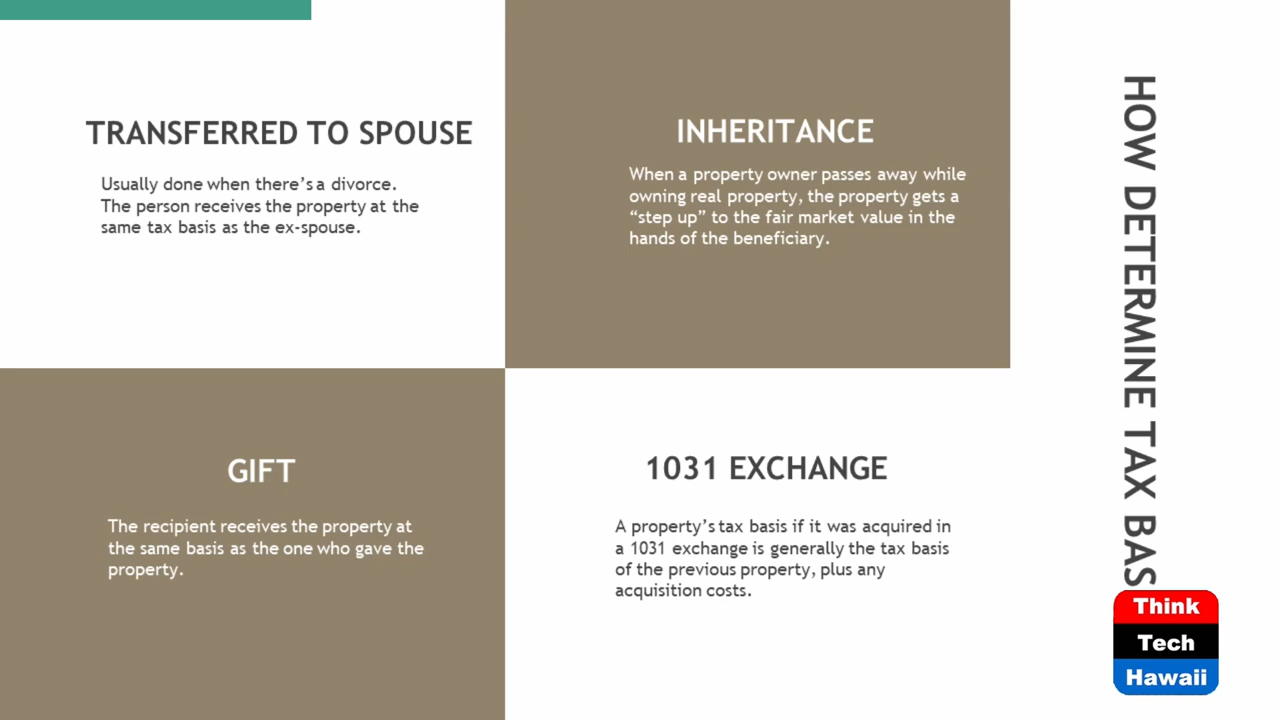 TRANSFERRED TO SPOUSE
Usually done when there's a divorce.
The person receives the property at the
same tax basis as the ex-spouse.
INHERITANCE
When a property owner passes away while
owning real property, the property gets a
“step up” to the fair market value in the
hands of the beneficiary.
GIFT
The recipient receives the property at
the same basis as the one who gave the
property.
1031 EXCHANGE
A property's tax basis if it was acquired in
a 1031 exchange is generally the tax basis
of the previous property, plus any
acquisition costs.
HOW DETERMINE TAX BAS
Think
Tech
Hawaii